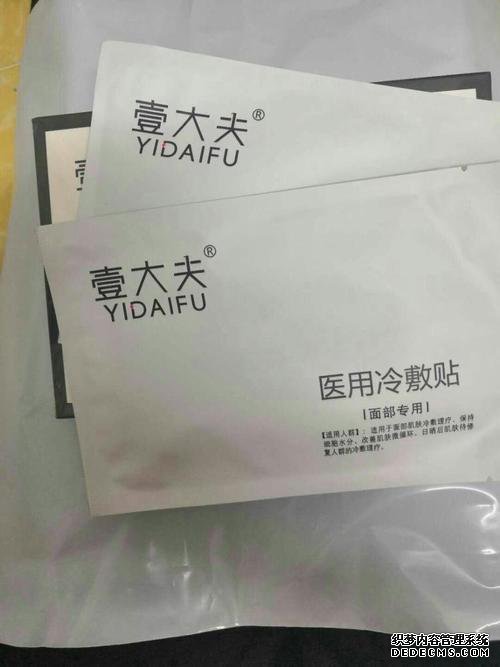 壹大夫®
YIDAIFU
壹大夫®
YIDAIFU
医用冷敷贴
面部专用
【适用人群】：适用于面部肌肤冷敷理疗、保持
细胞水分、改善肌肤微循环、日晒后肌肤待修
复人群的冷敷理疗。
织梦内容管理系统
DEDECMS.COM